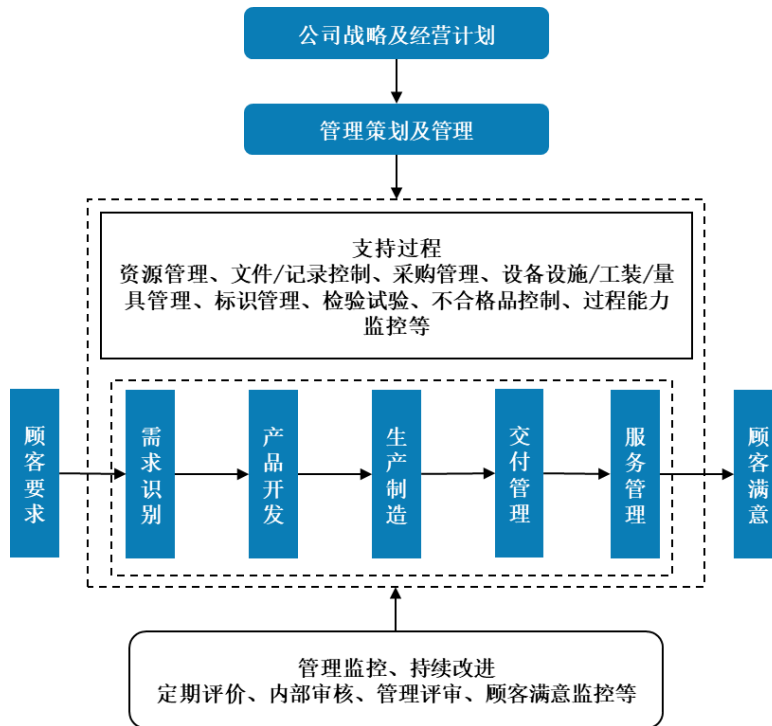 公司战略及经营计划
管理策划及管理
支持过程
资源管理、文件/记录控制、采购管理、设备设施/工装/量
具管理、标识管理、检验试验、不合格品控制、过程能力
监控等
顾客要求
需求识别
产品开发
生产制造
交付管理
服务管理
顾客满意
管理监控、持续改进
定期评价、内部审核、管理评审、顾客满意监控等